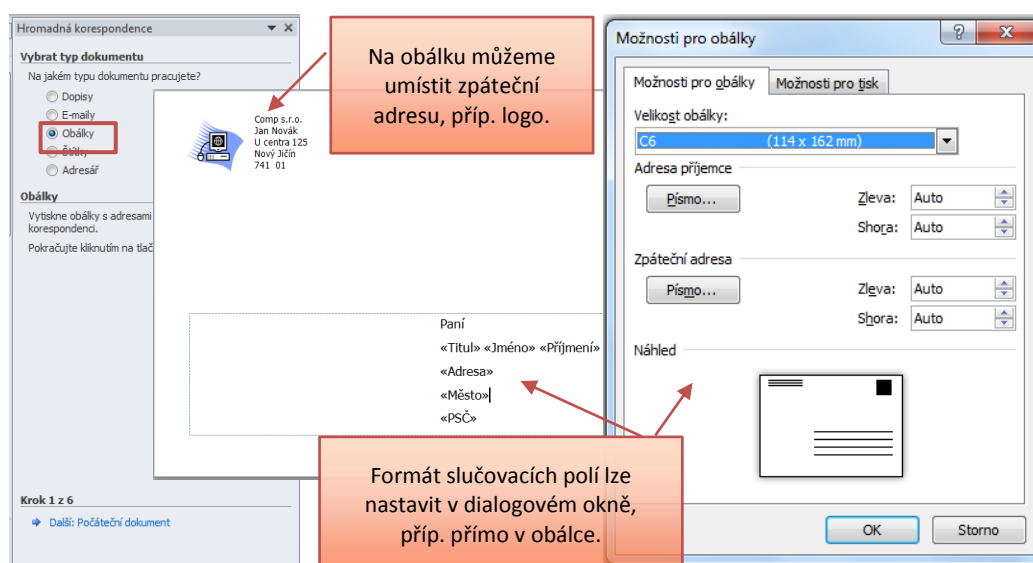 Hromadná korespondence
Vybrat typ dokumentu
Na jakém typu dokumentu pracujete?
Dopisy
E-maily
Obálky
Štítky
Adresář
Obálky
Vytiskne obálky s adresami
korespondenci.
Pokračujte kliknutím na tlač
Krok 1 z 6
Další: Počáteční dokument
Comp s.r.o.
Jan Novák
U centra 125
Nový Jičín
741 01
Na obálku můžeme
umístit zpáteční
adresu, příp. logo.
Paní
«Titul» «Jméno» «Příjmení»
«Adresa»
«Město»
«PSČ»
Formát slučovacích polí lze
nastavit v dialogovém okně,
příp. přímo v obálce.
Možnosti pro obálky
Možnosti pro obálky Možnosti pro tisk
Velikost obálky:
C6 (114 x 162 mm)
Adresa příjemce
Písmo... Zleva: Auto
Shora: Auto
Zpáteční adresa
Písmo... Zleva: Auto
Shora: Auto
Náhled
OK Storno